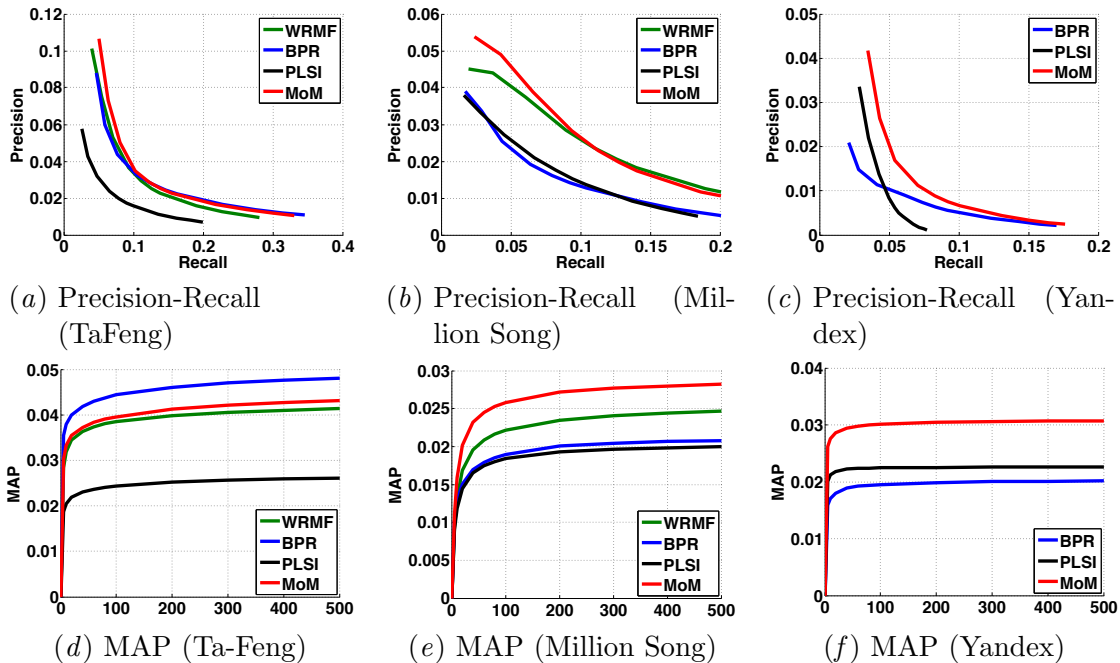 0.12
0.1
0.08
0.06
0.04
0.02
0
Precision
0 0.1 0.2 0.3 0.4
Recall
WRMF
BPR
PLSI
MoM
(a) Precision-Recall
(TaFeng)
0.06
0.05
0.04
0.03
0.02
0.01
0
Precision
0 0.05 0.1 0.15 0.2
Recall
WRMF
BPR
PLSI
MoM
(b) Precision-Recall (Mil-
lion Song)
0.05
0.04
0.03
0.02
0.01
0
Precision
0 0.05 0.1 0.15 0.2
Recall
BPR
PLSI
MoM
(c) Precision-Recall (Yan-
dex)
0.05
0.04
0.03
0.02
0.01
0
MAP
0 100 200 300 400 500
WRMF
BPR
PLSI
MoM
(d) MAP (Ta-Feng)
0.03
0.025
0.02
0.015
0.01
0.005
0
MAP
0 100 200 300 400 500
WRMF
BPR
PLSI
MoM
(e) MAP (Million Song)
0.04
0.03
0.02
0.01
0
MAP
0 100 200 300 400 500
BPR
PLSI
MoM
(f) MAP (Yandex)